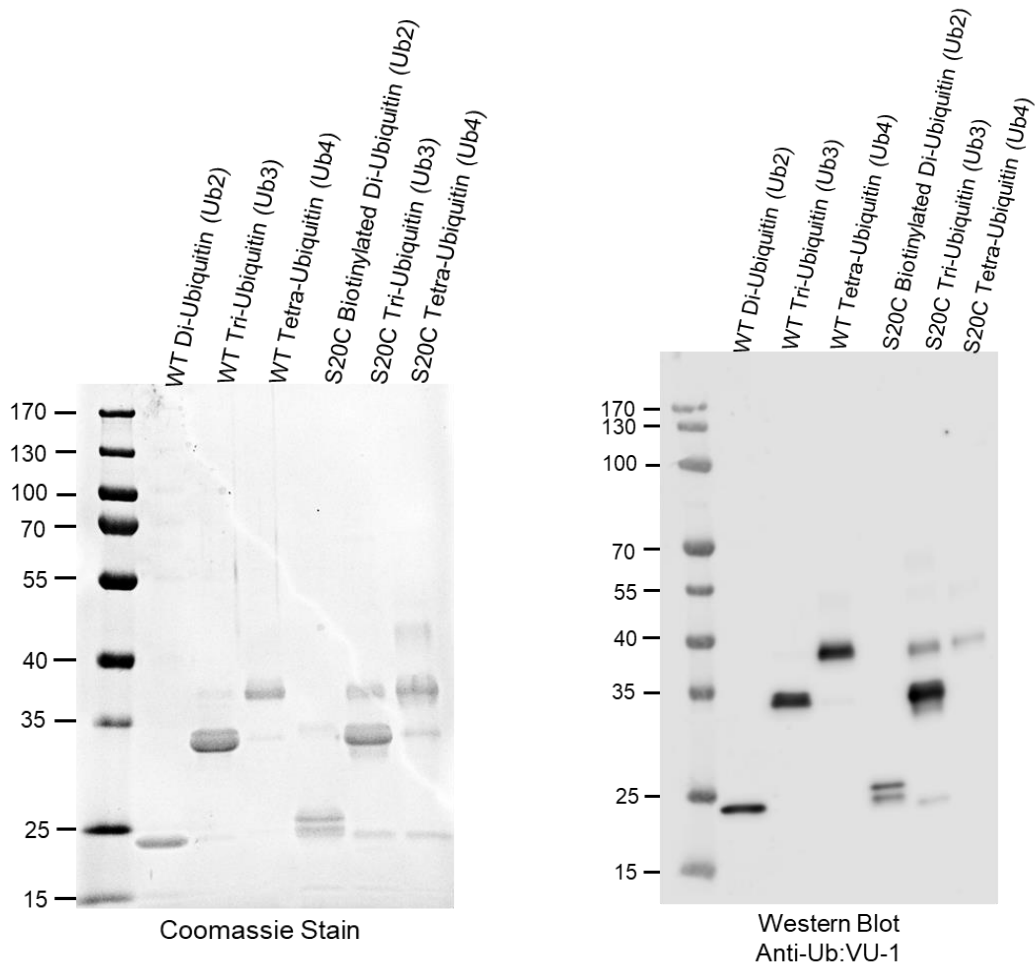 WT Di-Ubiquitin (Ub2)
WT Tri-Ubiquitin (Ub3)
WT Tetra-Ubiquitin (Ub4)
S20C Biotinylated Di-Ubiquitin (Ub2)
S20C Tri-Ubiquitin (Ub3)
S20C Tetra-Ubiquitin (Ub4)
170
130
100
70
55
40
35
25
15
Coomassie Stain
WT Di-Ubiquitin (Ub2)
WT Tri-Ubiquitin (Ub3)
WT Tetra-Ubiquitin (Ub4)
S20C Biotinylated Di-Ubiquitin (Ub2)
S20C Tri-Ubiquitin (Ub3)
S20C Tetra-Ubiquitin (Ub4)
170
130
100
70
55
40
35
25
15
Western Blot
Anti-Ub:VU-1